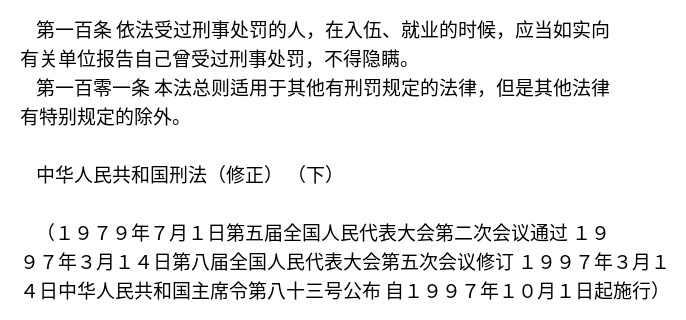 第一百条 依法受过刑事处罚的人，在入伍、就业的时候，应当如实向
有关单位报告自己曾受过刑事处罚，不得隐瞒。
第一百零一条 本法总则适用于其他有刑罚规定的法律，但是其他法律
有特别规定的除外。
中华人民共和国刑法（修正） （下）
（１９７９年７月１日第五届全国人民代表大会第二次会议通过 １９
９７年３月１４日第八届全国人民代表大会第五次会议修订 １９９７年３月１
４日中华人民共和国主席令第八十三号公布 自１９９７年１０月１日起施行）